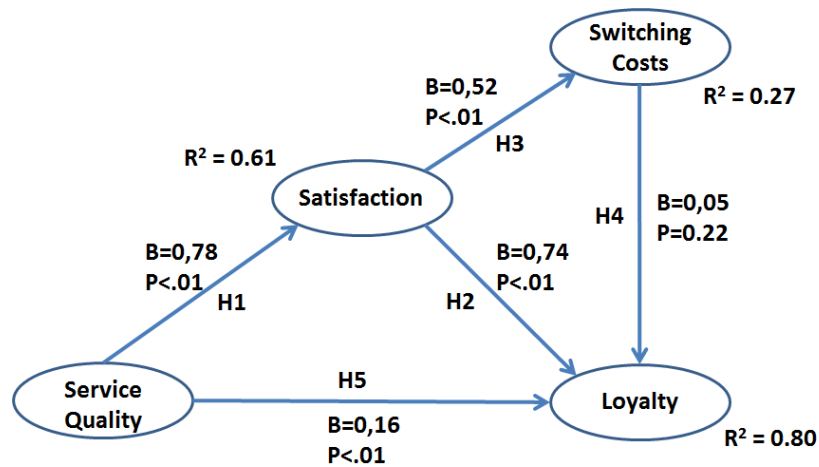 Switching
Costs
R² = 0.27
B=0,52
P<.01
H3
R² = 0.61
Satisfaction
H4
B=0,05
P=0.22
B=0,78
P<.01
H1
B=0,74
P<.01
H2
Service
Quality
H5
B=0,16
P<.01
Loyalty
R² = 0.80